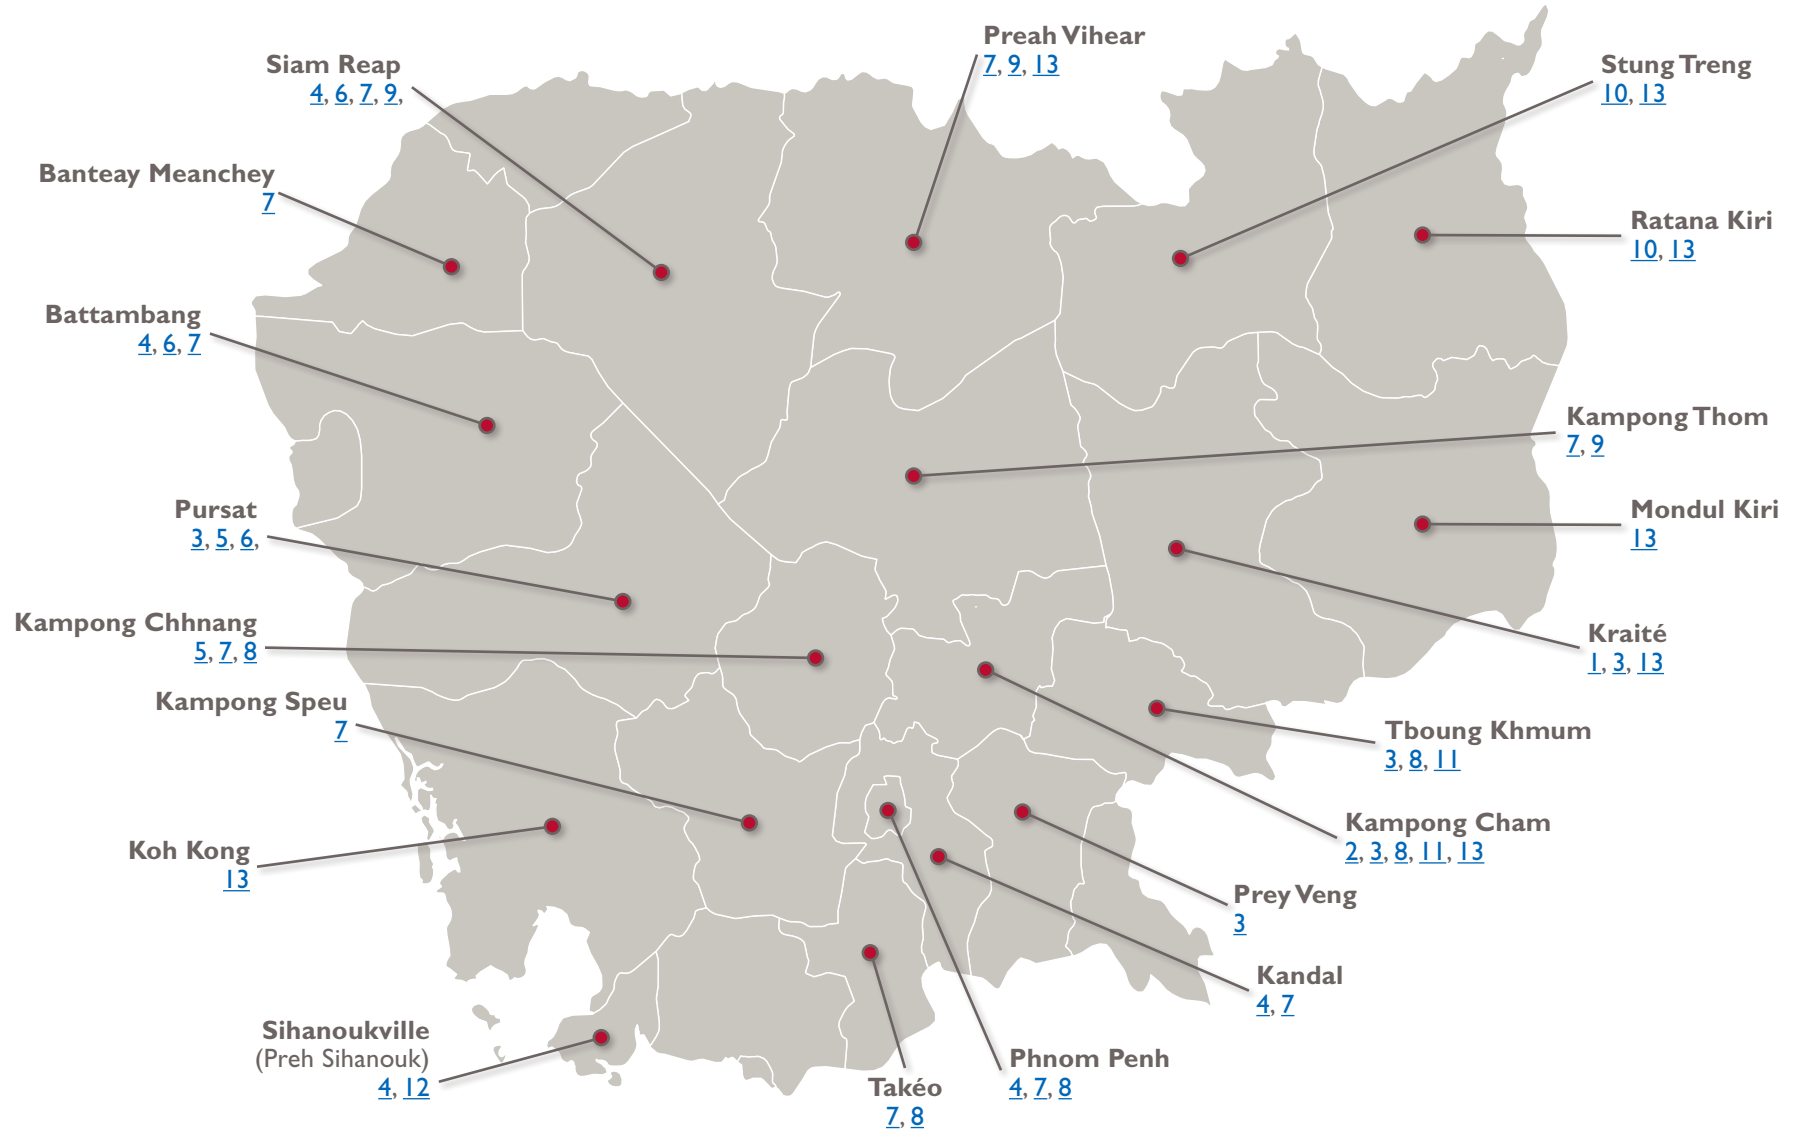 Preah Vihear
7, 9, 13
Siam Reap
4, 6, 7, 9,
Stung Treng
10, 13
Banteay Meanchey
7
Ratana Kiri
10, 13
Battambang
4, 6, 7
Kampong Thom
7, 9
Pursat
3, 5, 6,
Mondul Kiri
13
Kampong Chhnang
5, 7, 8
Kraité
1, 3, 13
Kampong Speu
7
Tboung Khmum
3, 8, 11
Kampong Cham
2, 3, 8, 11, 13
Koh Kong
13
Prey Veng
3
Kandal
4, 7
Sihanoukville
(Preh Sihanouk)
4, 12
Phnom Penh
4, 7, 8
Takéo
7, 8